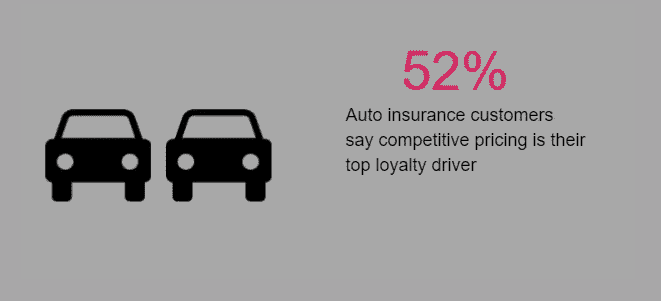 52%
Auto insurance customers
say competitive pricing is their
top loyalty driver